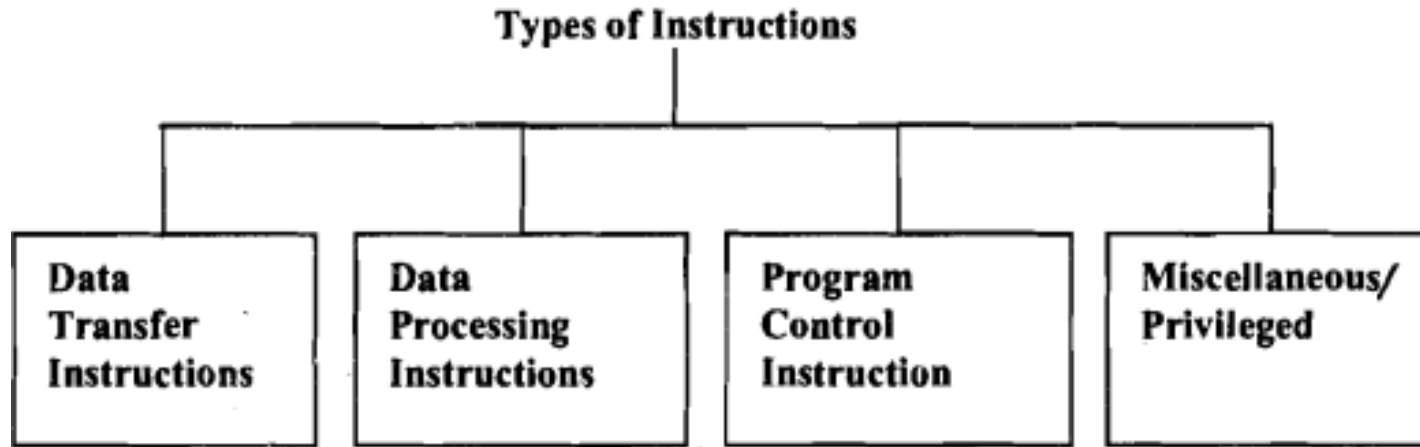 Types of Instructions
Data
Transfer
Instructions
Data
Processing
Instructions
Program
Control
Instruction
Miscellaneous/
Privileged